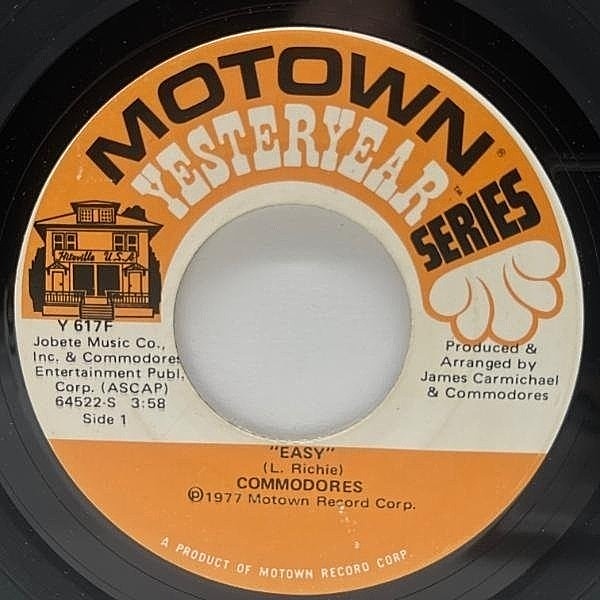 MOTOWN®
YESTERYEAR™
SERIES
Hitsville U.S.A
Y 617F
Jobete Music Co.,
Inc. & Commodores
Entertainment Publ.
Corp. (ASCAP)
64522-S 3:58
Side 1
Produced &
Arranged by
James Carmichael
& Commodores
"EASY"
(L. Richie)
COMMODORES
℗1977 Motown Record Corp.
A PRODUCT OF MOTOWN RECORD CORP.